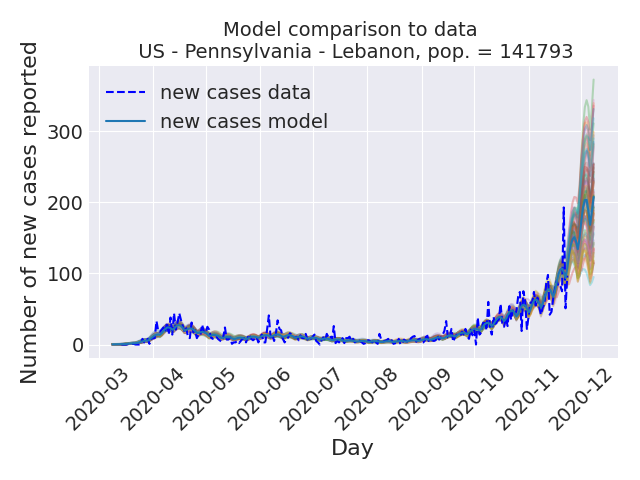 Model comparison to data
US - Pennsylvania - Lebanon, pop. = 141793
Number of new cases reported
new cases data
new cases model
300
200
100
0
2020-03
2020-04
2020-05
2020-06
2020-07
2020-08
2020-09
2020-10
2020-11
2020-12
Day